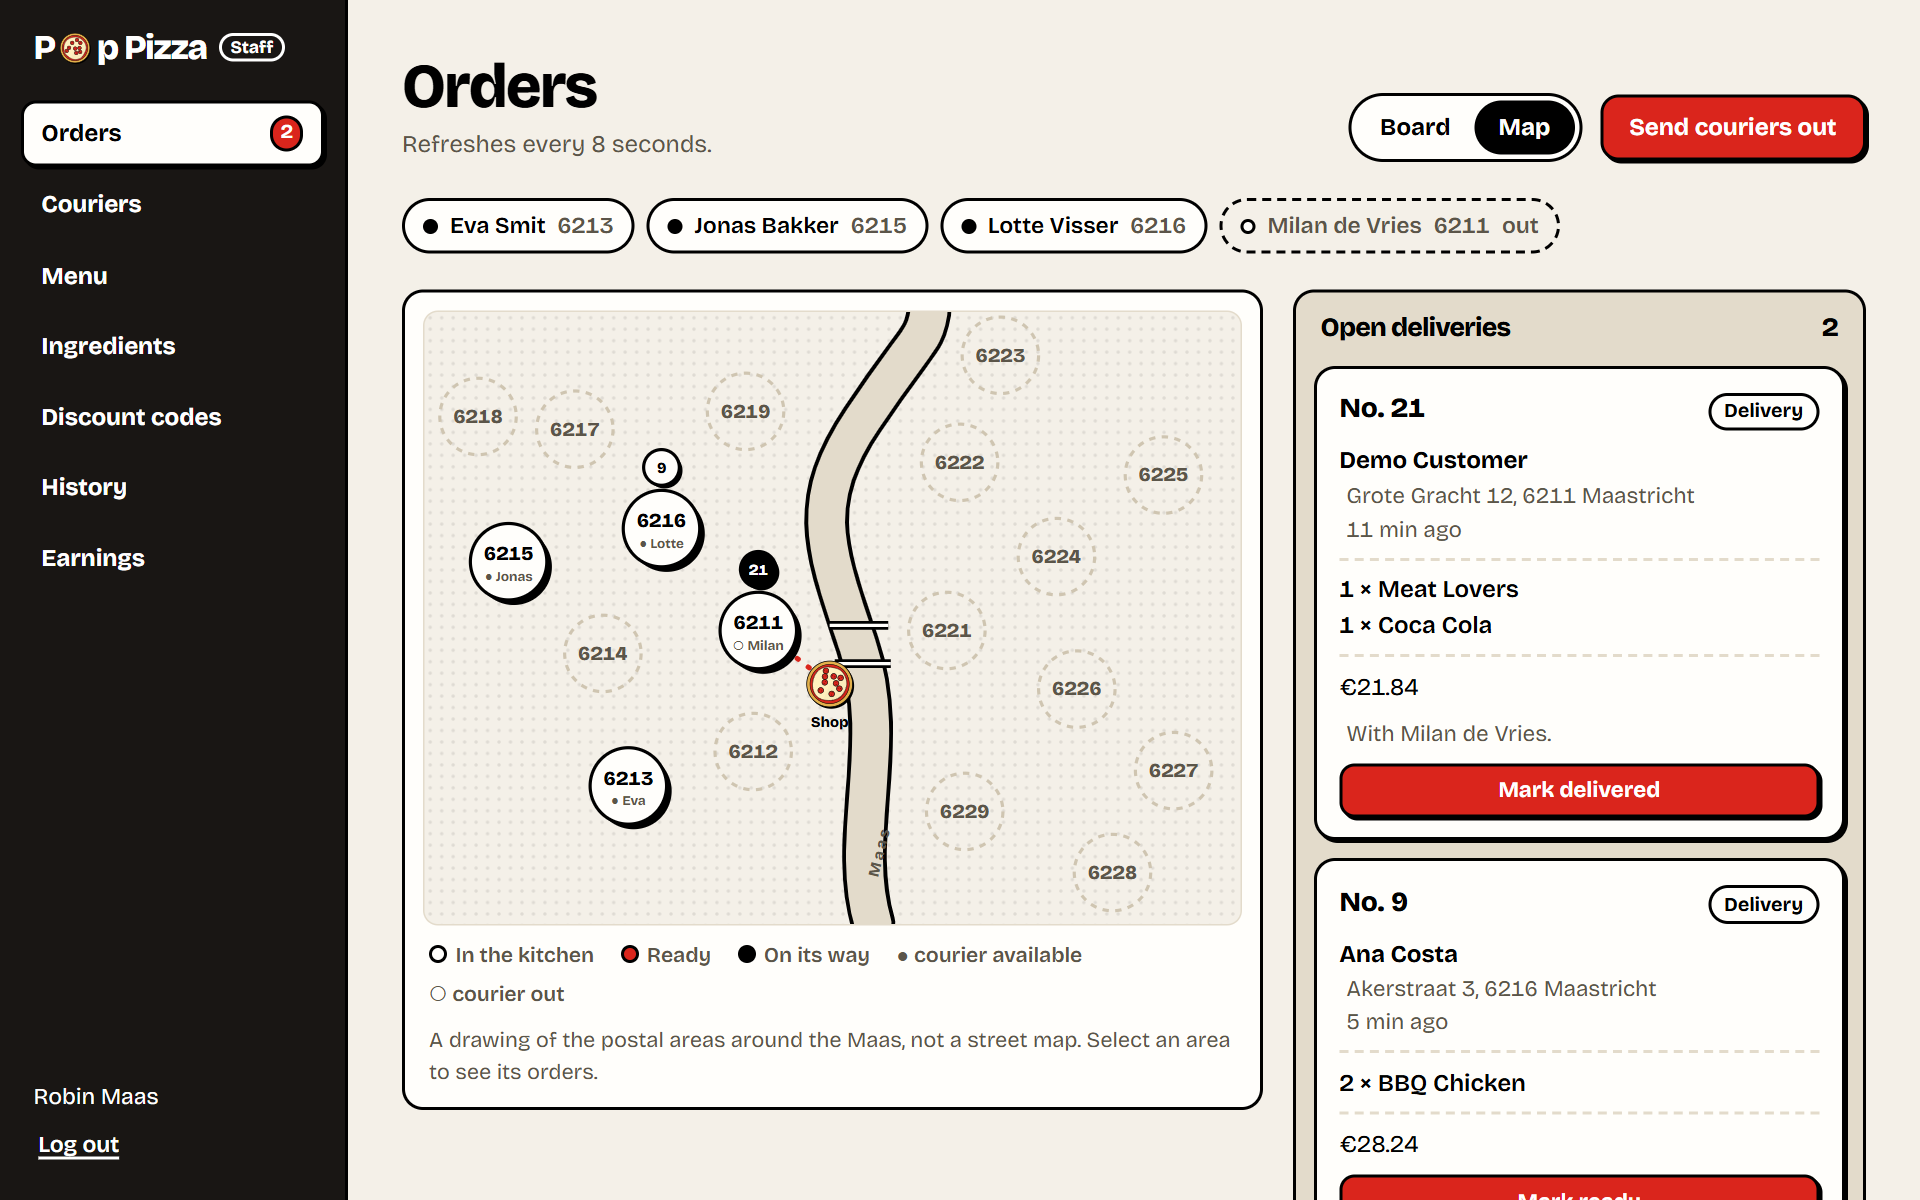 Pop Pizza Staff
Orders 2
Couriers
Menu
Ingredients
Discount codes
History
Earnings
Robin Maas
Log out
Orders
Refreshes every 8 seconds.
Board Map Send couriers out
Eva Smit 6213
Jonas Bakker 6215
Lotte Visser 6216
Milan de Vries 6211 out
6223
6218
6217
6219
6222
6225
9
6216
Lotte
6215
Jonas
21
6224
6211
Milan
6221
6214
Shop
6226
6212
6213
Eva
6227
6229
Maas
6228
In the kitchen Ready On its way courier available
courier out
A drawing of the postal areas around the Maas, not a street map. Select an area
to see its orders.
Open deliveries 2
No. 21 Delivery
Demo Customer
Grote Gracht 12, 6211 Maastricht
11 min ago
1 × Meat Lovers
1 × Coca Cola
€21.84
With Milan de Vries.
Mark delivered
No. 9 Delivery
Ana Costa
Akerstraat 3, 6216 Maastricht
5 min ago
2 × BBQ Chicken
€28.24
Mark ready